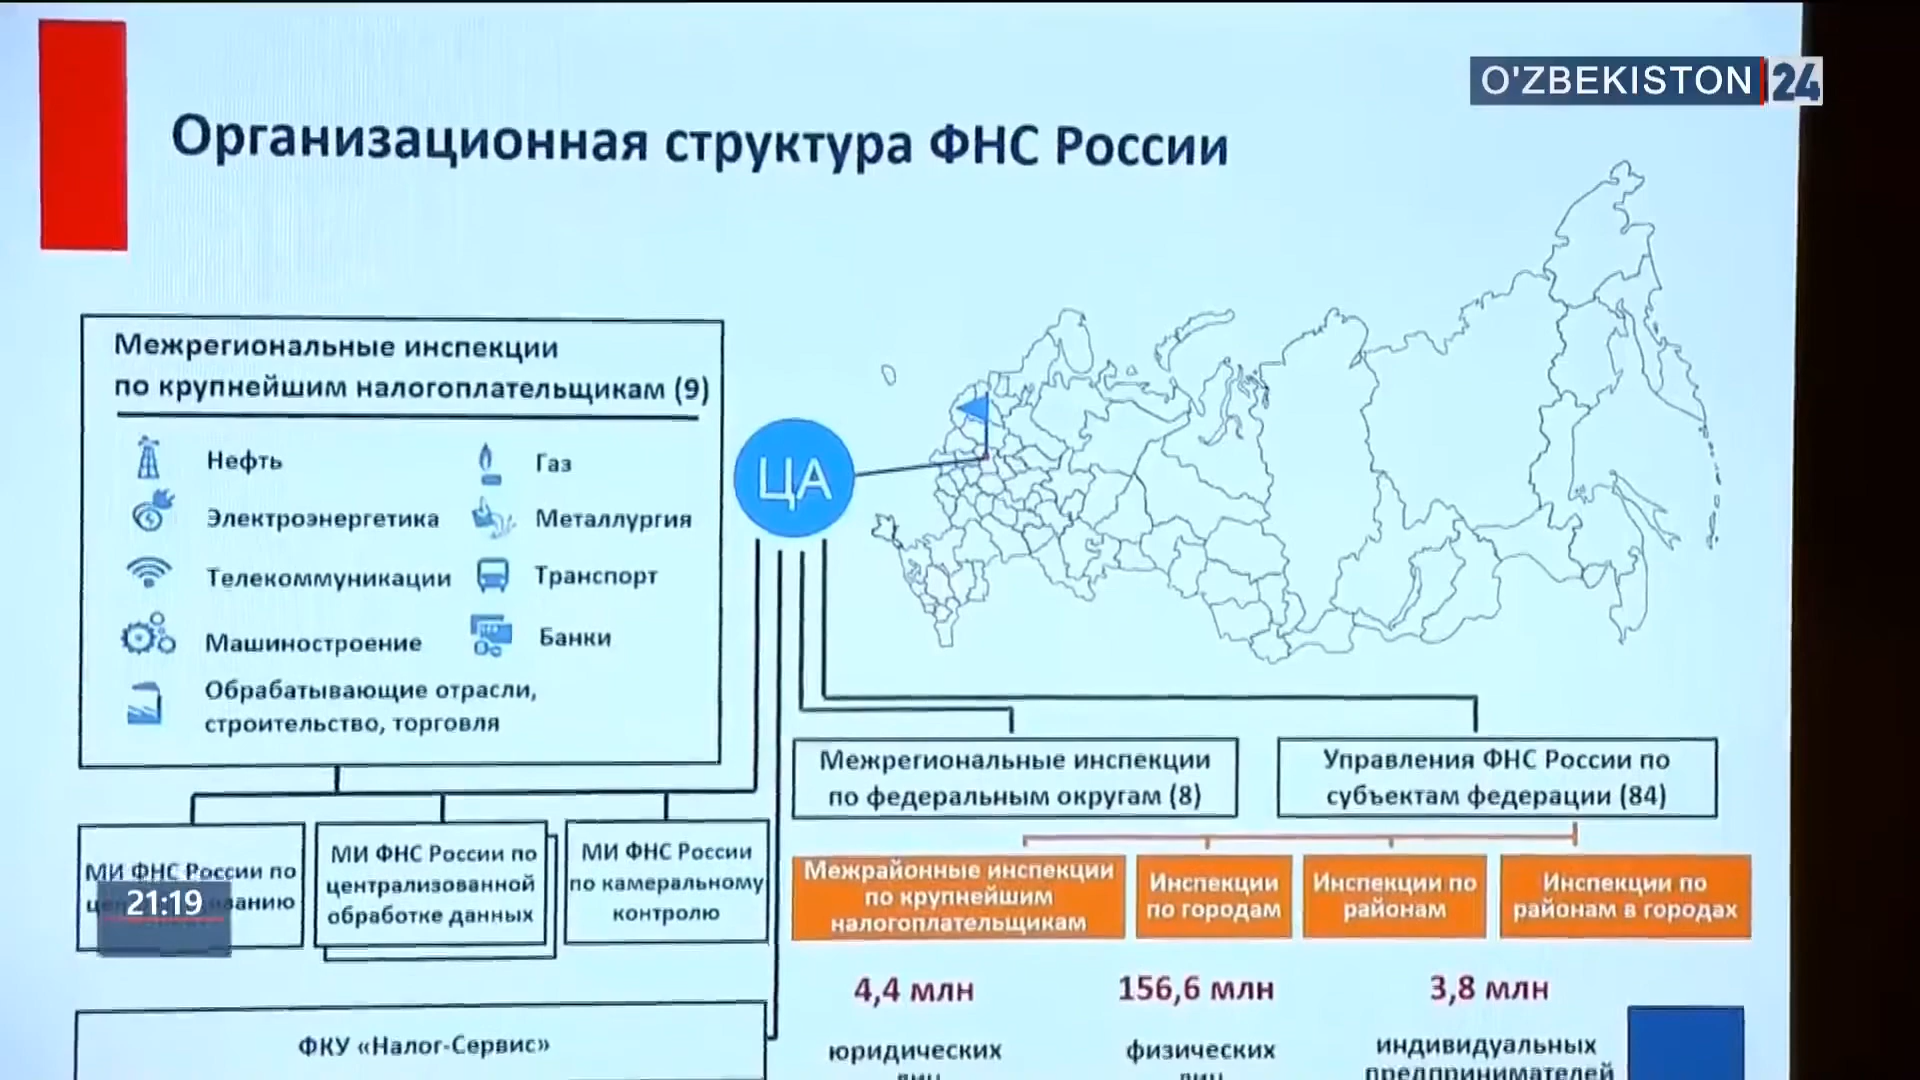 O'ZBEKISTON 24
Организационная структура ФНС России
Межрегиональные инспекции
по крупнейшим налогоплательщикам (9)
Нефть
Газ
Электроэнергетика
Металлургия
Телекоммуникации
Транспорт
Машиностроение
Банки
Обрабатывающие отрасли,
строительство, торговля
ЦА
Межрегиональные инспекции
по федеральным округам (8)
Управления ФНС России по
субъектам федерации (84)
МИ ФНС России по
21:19
МИ ФНС России по
централизованной
обработке данных
МИ ФНС России
по камеральному
контролю
Межрайонные инспекции
по крупнейшим
налогоплательщикам
Инспекции
по городам
Инспекции по
районам
Инспекции по
районам в городах
4,4 млн
156,6 млн
3,8 млн
ФКУ «Налог-Сервис»
юридических
физических
индивидуальных
предпринимателей